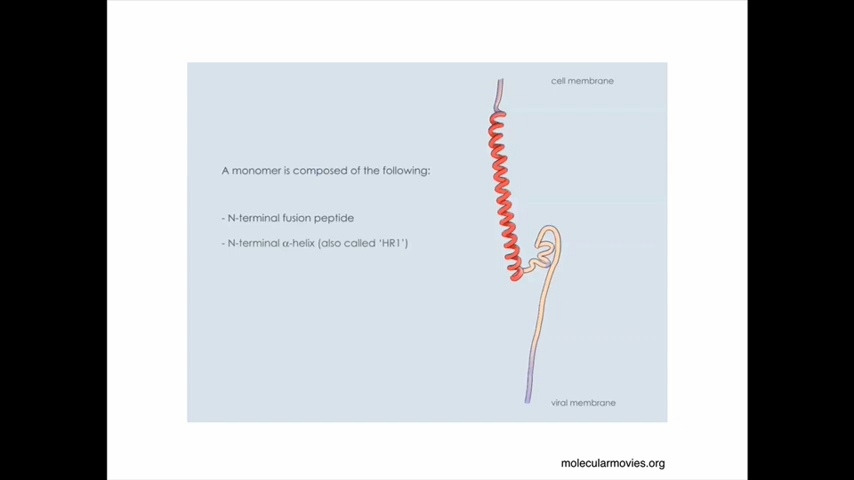 cell membrane
A monomer is composed of the following:
- N-terminal fusion peptide
- N-terminal α-helix (also called ‘HR1’)
viral membrane
molecularmovies.org